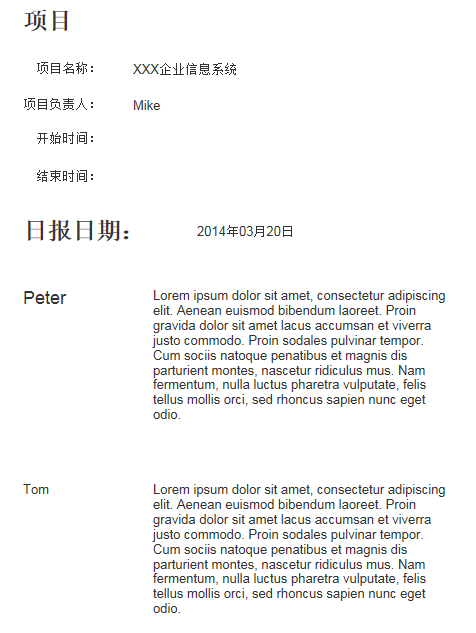 项目
项目名称： XXX企业信息系统
项目负责人： Mike
开始时间：
结束时间：
日报日期： 2014年03月20日
Peter Lorem ipsum dolor sit amet, consectetur adipiscing
elit. Aenean euismod bibendum laoreet. Proin
gravida dolor sit amet lacus accumsan et viverra
justo commodo. Proin sodales pulvinar tempor.
Cum sociis natoque penatibus et magnis dis
parturient montes, nascetur ridiculus mus. Nam
fermentum, nulla luctus pharetra vulputate, felis
tellus mollis orci, sed rhoncus sapien nunc eget
odio.
Tom Lorem ipsum dolor sit amet, consectetur adipiscing
elit. Aenean euismod bibendum laoreet. Proin
gravida dolor sit amet lacus accumsan et viverra
justo commodo. Proin sodales pulvinar tempor.
Cum sociis natoque penatibus et magnis dis
parturient montes, nascetur ridiculus mus. Nam
fermentum, nulla luctus pharetra vulputate, felis
tellus mollis orci, sed rhoncus sapien nunc eget
odio.